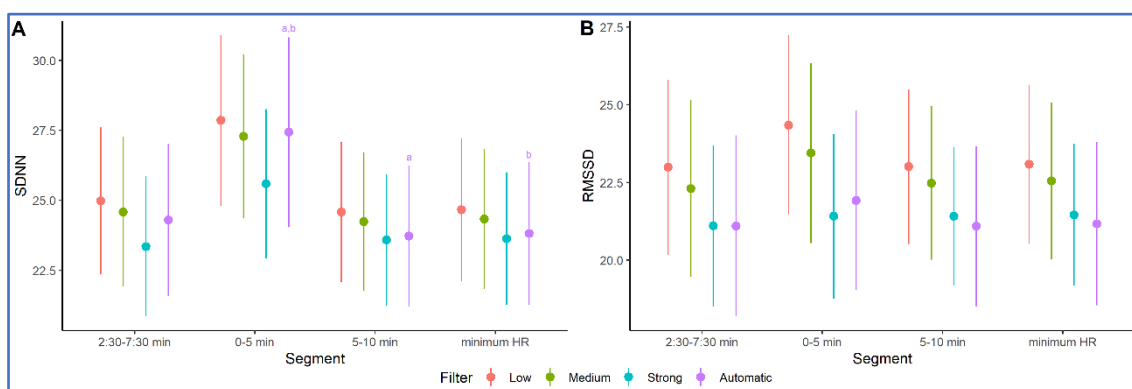 A
SDNN
30.0
27.5
25.0
22.5
a,b
a
b
2:30-7:30 min 0-5 min 5-10 min minimum HR
Segment
B
RMSSD
27.5
25.0
22.5
20.0
2:30-7:30 min 0-5 min 5-10 min minimum HR
Segment
Filter Low Medium Strong Automatic